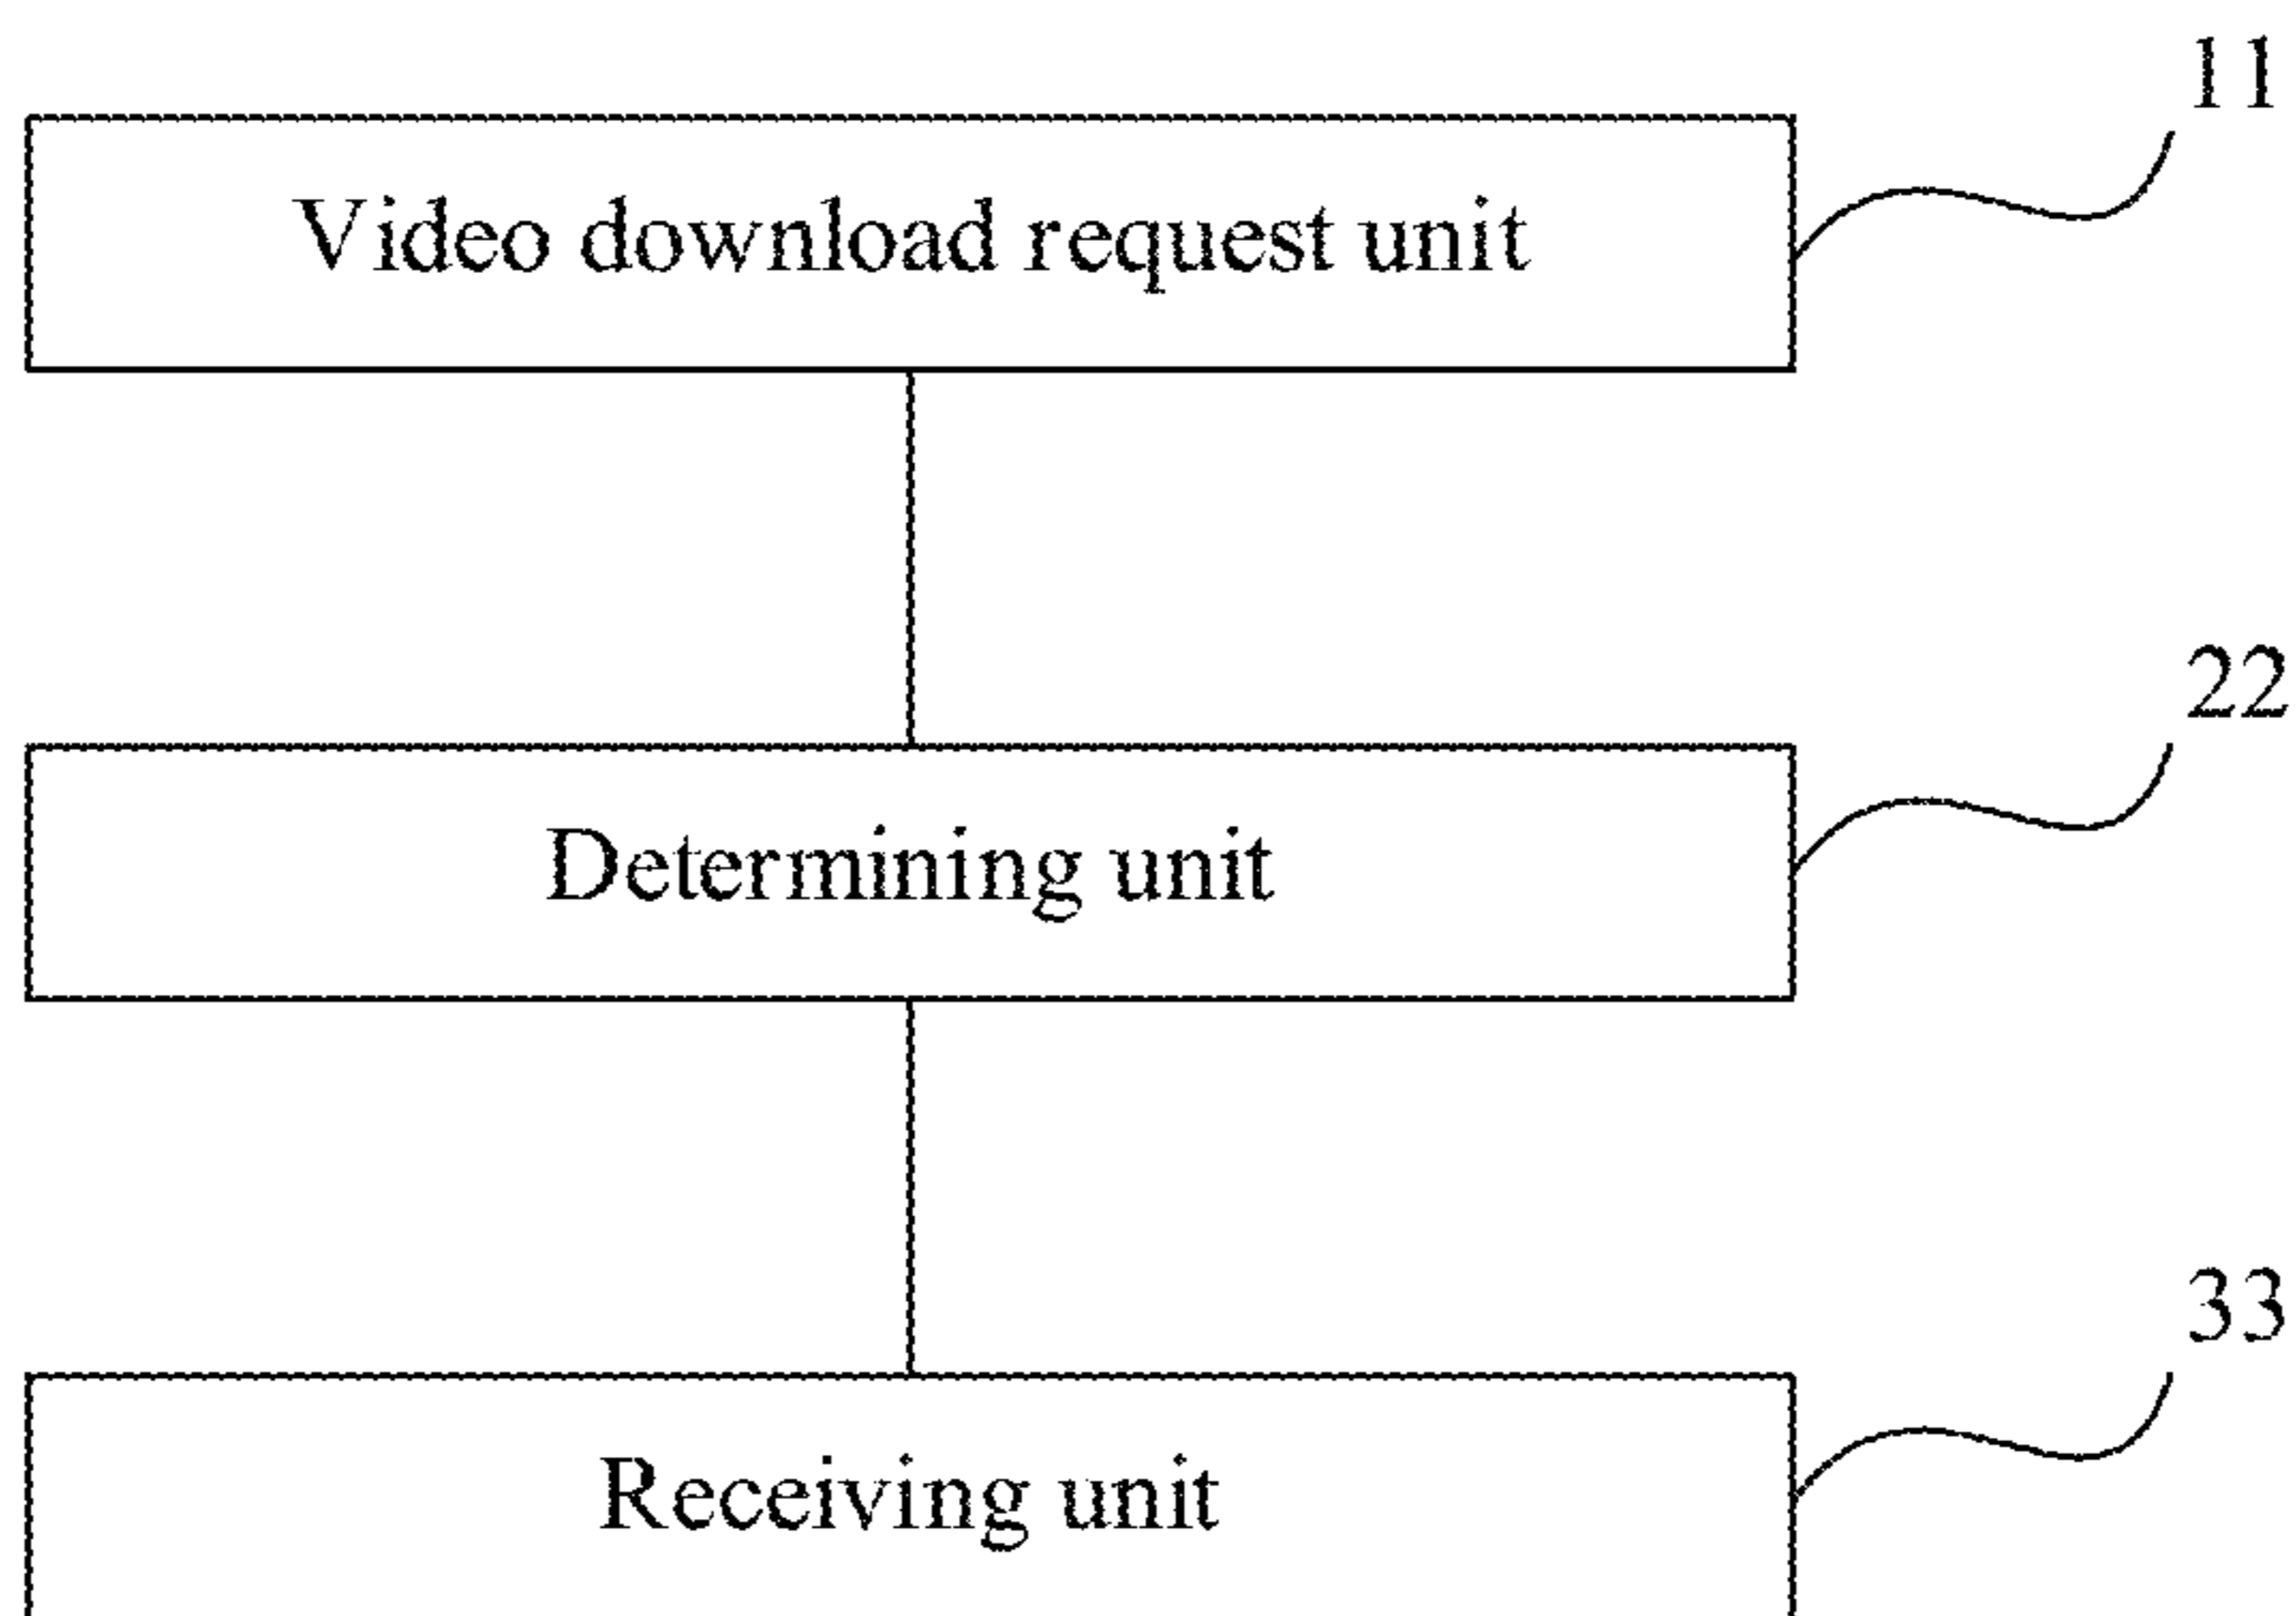 11
Video download request unit
22
Determining unit
33
Receiving unit